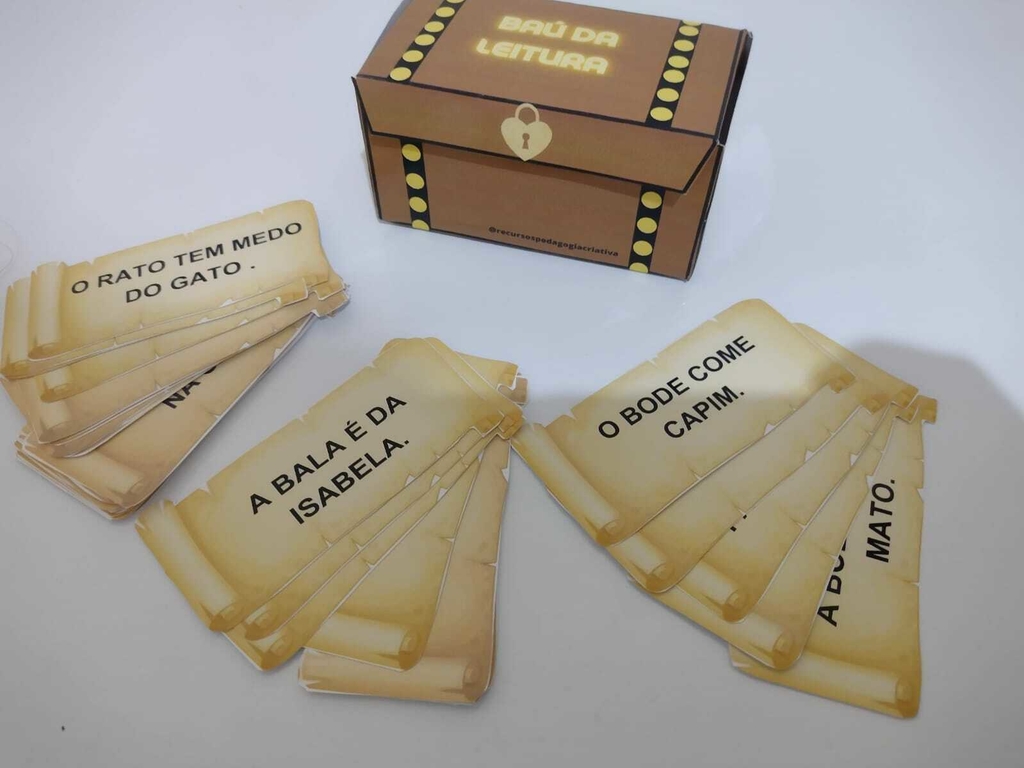 BAÚ DA
LEITURA
@recursospedagogiacriativa
O RATO TEM MEDO
DO GATO .
A BALA É DA
ISABELA.
O BODE COME
CAPIM.
MATO.